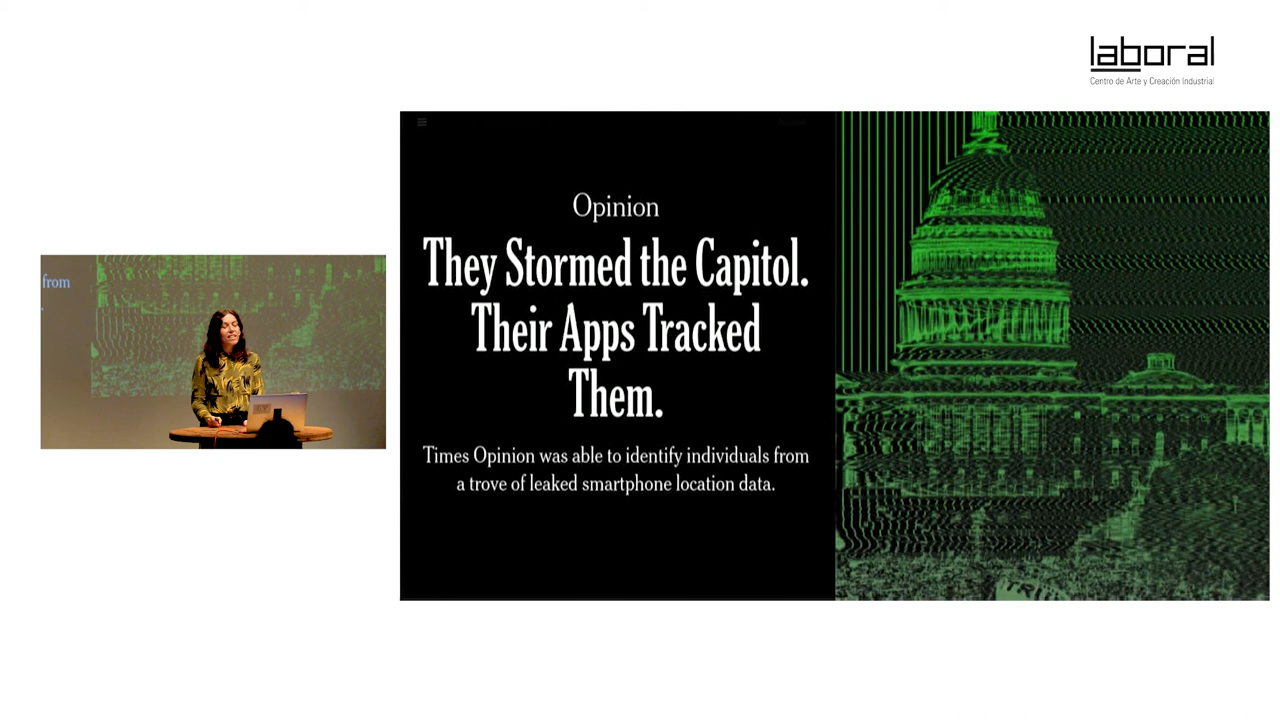 laboral
Centro de Arte y Creación Industrial
from
Opinion
They Stormed the Capitol.
Their Apps Tracked
Them.
Times Opinion was able to identify individuals from
a trove of leaked smartphone location data.